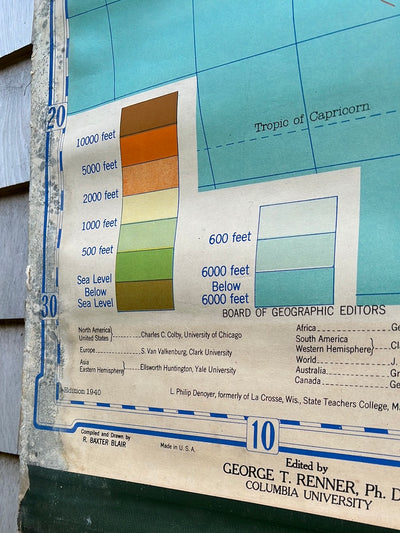 20
Tropic of Capricorn
10000 feet
5000 feet
2000 feet
1000 feet
500 feet
Sea Level
Below
Sea Level
600 feet
6000 feet
Below
6000 feet
30
BOARD OF GEOGRAPHIC EDITORS
North America
United States
Charles C. Colby, University of Chicago
Europe
S. Van Valkenburg, Clark University
Asia
Eastern Hemisphere
Ellsworth Huntington, Yale University
Africa
South America
Western Hemisphere
World
J.
Australia
Canada
Edition 1940
L. Philip Denoyer, formerly of La Crosse, Wis., State Teachers College, M
Compiled and Drawn by
R. BAXTER BLAIR
Made in U. S. A.
10
Edited by
GEORGE T. RENNER, Ph. D
COLUMBIA UNIVERSITY